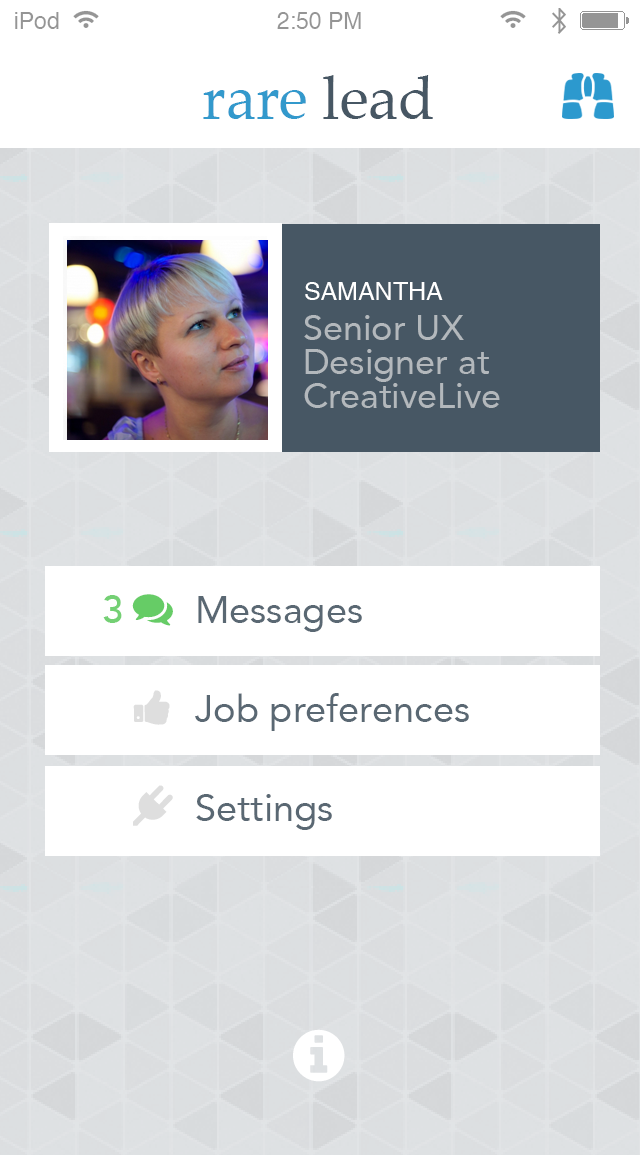 iPod 2:50 PM
rare lead
SAMANTHA
Senior UX
Designer at
CreativeLive
3 Messages
Job preferences
Settings